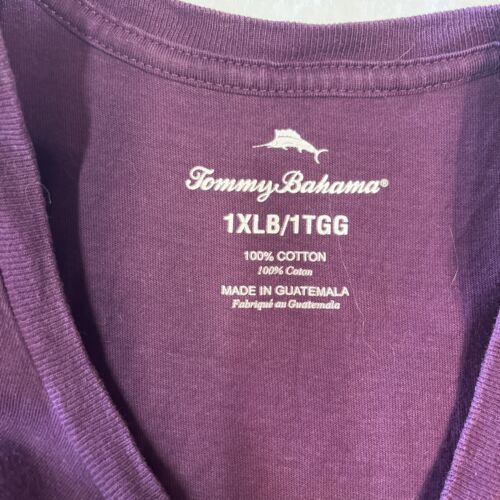 Tommy Bahama®
1XLB/1TGG
100% COTTON
100% Coton
MADE IN GUATEMALA
Fabriqué au Guatemala